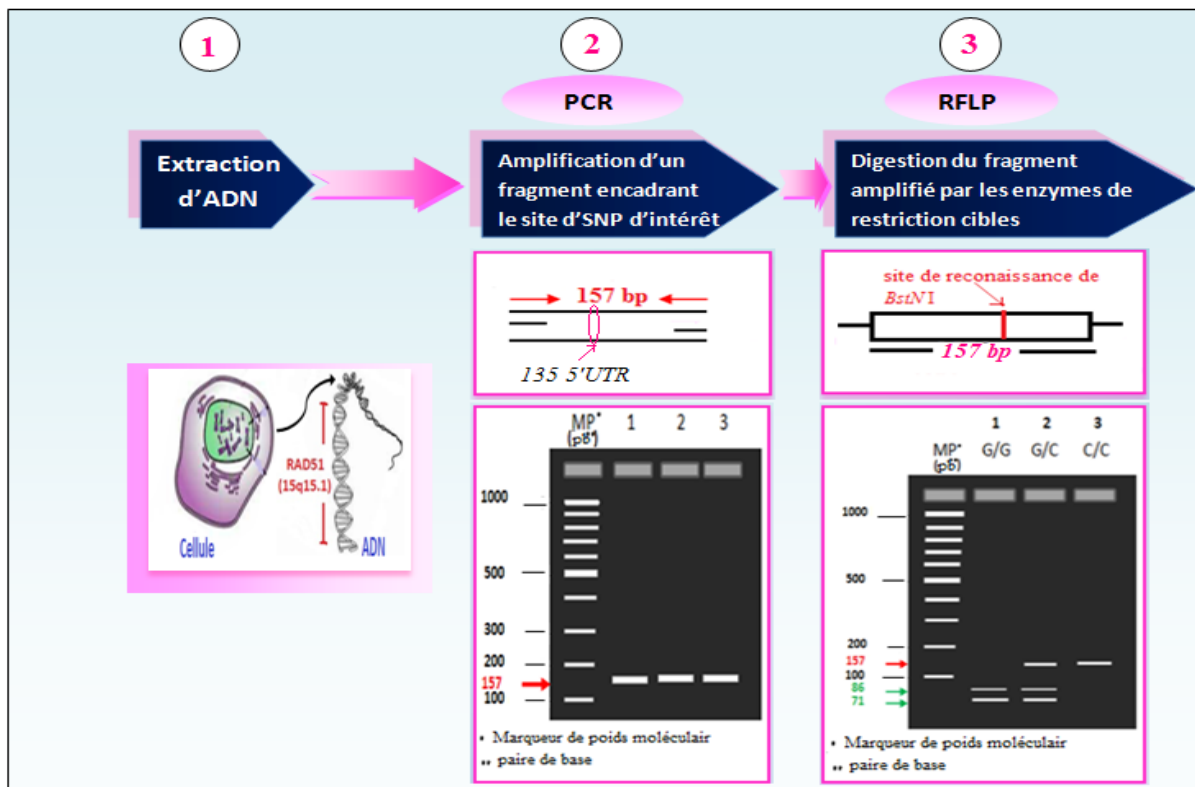 1
Extraction
d'ADN
RAD51
(15q15.1)
Cellule
ADN
2
PCR
Amplification d'un
fragment encadrant
le site d'SNP d'intérêt
157 bp
135 5'UTR
MP•
(pB")
1 2 3
1000
500
300
200
157
100
• Marqueur de poids moléculair
,, paire de base
3
RFLP
Digestion du fragment
amplifié par les enzymes de
restriction cibles
site de reconaissance de
BstN I
157 bp
1 2 3
MP• G/G G/C C/C
(pB")
1000
500
200
157
100
86
71
• Marqueur de poids moléculair
,, paire de base